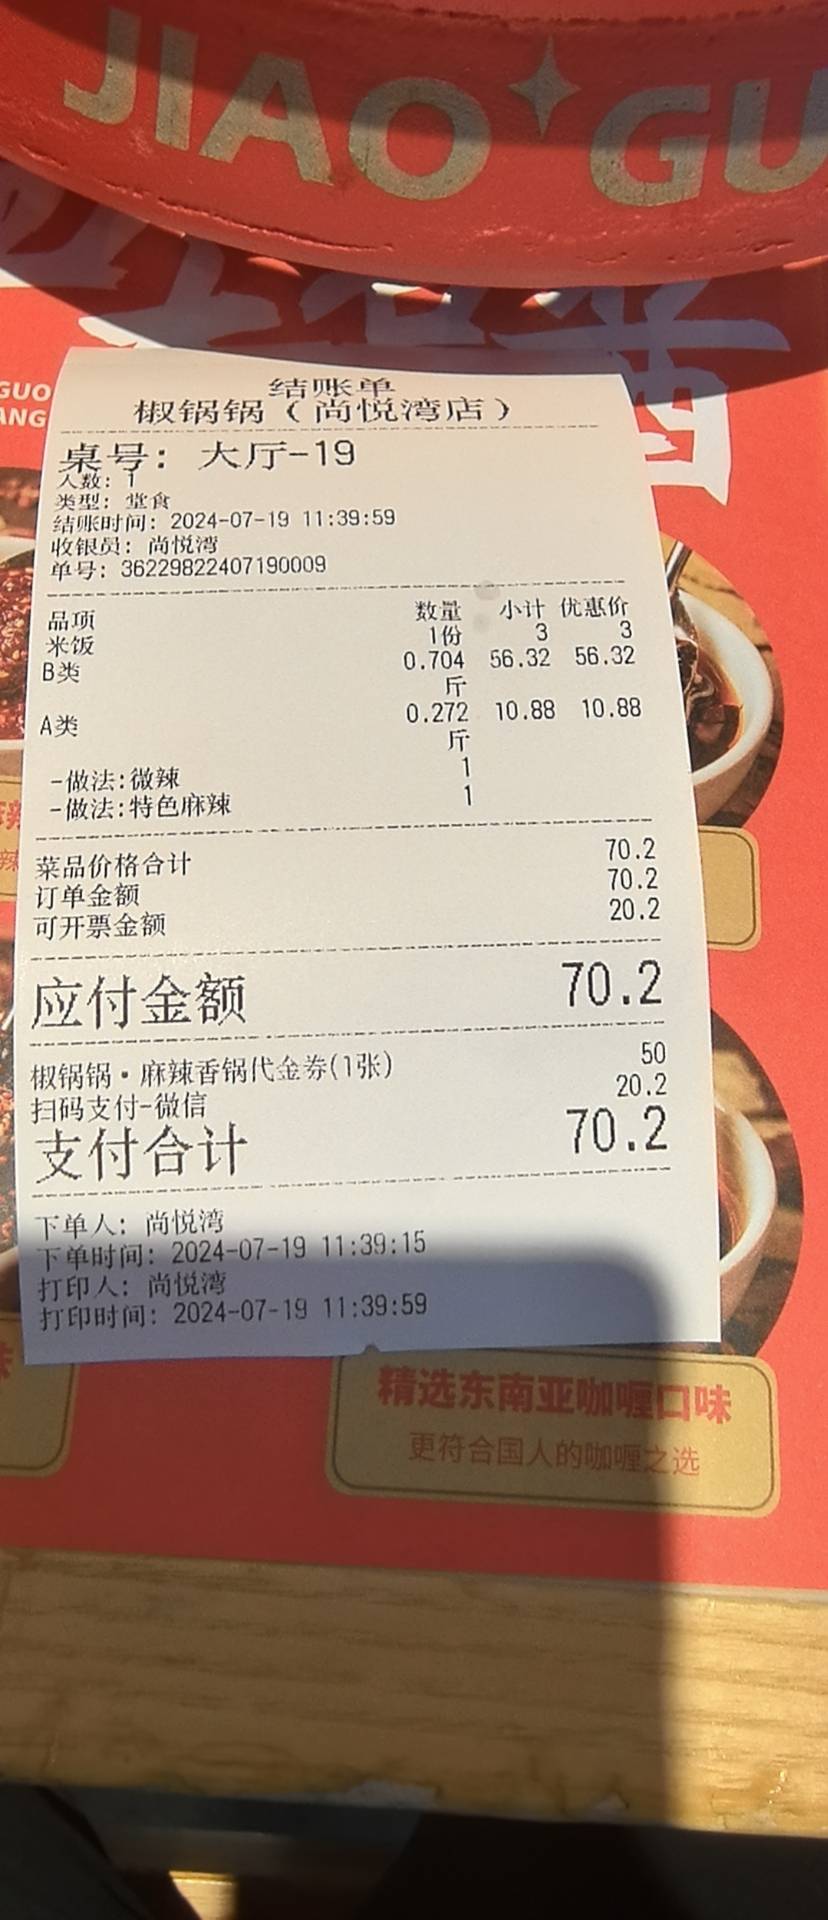 JIAO GU
GUO
ANG
结账单
椒锅锅（尚悦湾店）
桌号：大厅-19
人数：1
类型：堂食
结账时间：2024-07-19 11:39:59
收银员：尚悦湾
单号：36229822407190009
品项 数量 小计 优惠价
米饭 1份 3 3
B类 0.704 56.32 56.32
斤
A类 0.272 10.88 10.88
斤
-做法:微辣 1
-做法:特色麻辣 1
菜品价格合计 70.2
订单金额 70.2
可开票金额 20.2
应付金额 70.2
椒锅锅·麻辣香锅代金券(1张) 50
扫码支付-微信 20.2
支付合计 70.2
下单人：尚悦湾
下单时间：2024-07-19 11:39:15
打印人：尚悦湾
打印时间：2024-07-19 11:39:59
味
精选东南亚咖喱口味
更符合国人的咖喱之选